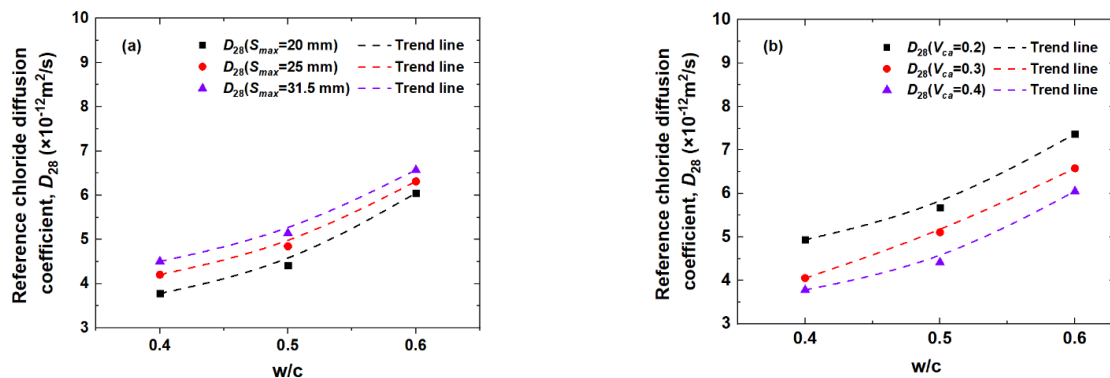 (a)
D28(Smax=20 mm) Trend line
D28(Smax=25 mm) Trend line
D28(Smax=31.5 mm) Trend line
Reference chloride diffusion
coefficient, D28 (×10-12m2/s)
10
9
8
7
6
5
4
3
0.4 0.5 0.6
w/c
(b)
D28(Vca=0.2) Trend line
D28(Vca=0.3) Trend line
D28(Vca=0.4) Trend line
Reference chloride diffusion
coefficient, D28 (×10-12m2/s)
10
9
8
7
6
5
4
3
0.4 0.5 0.6
w/c